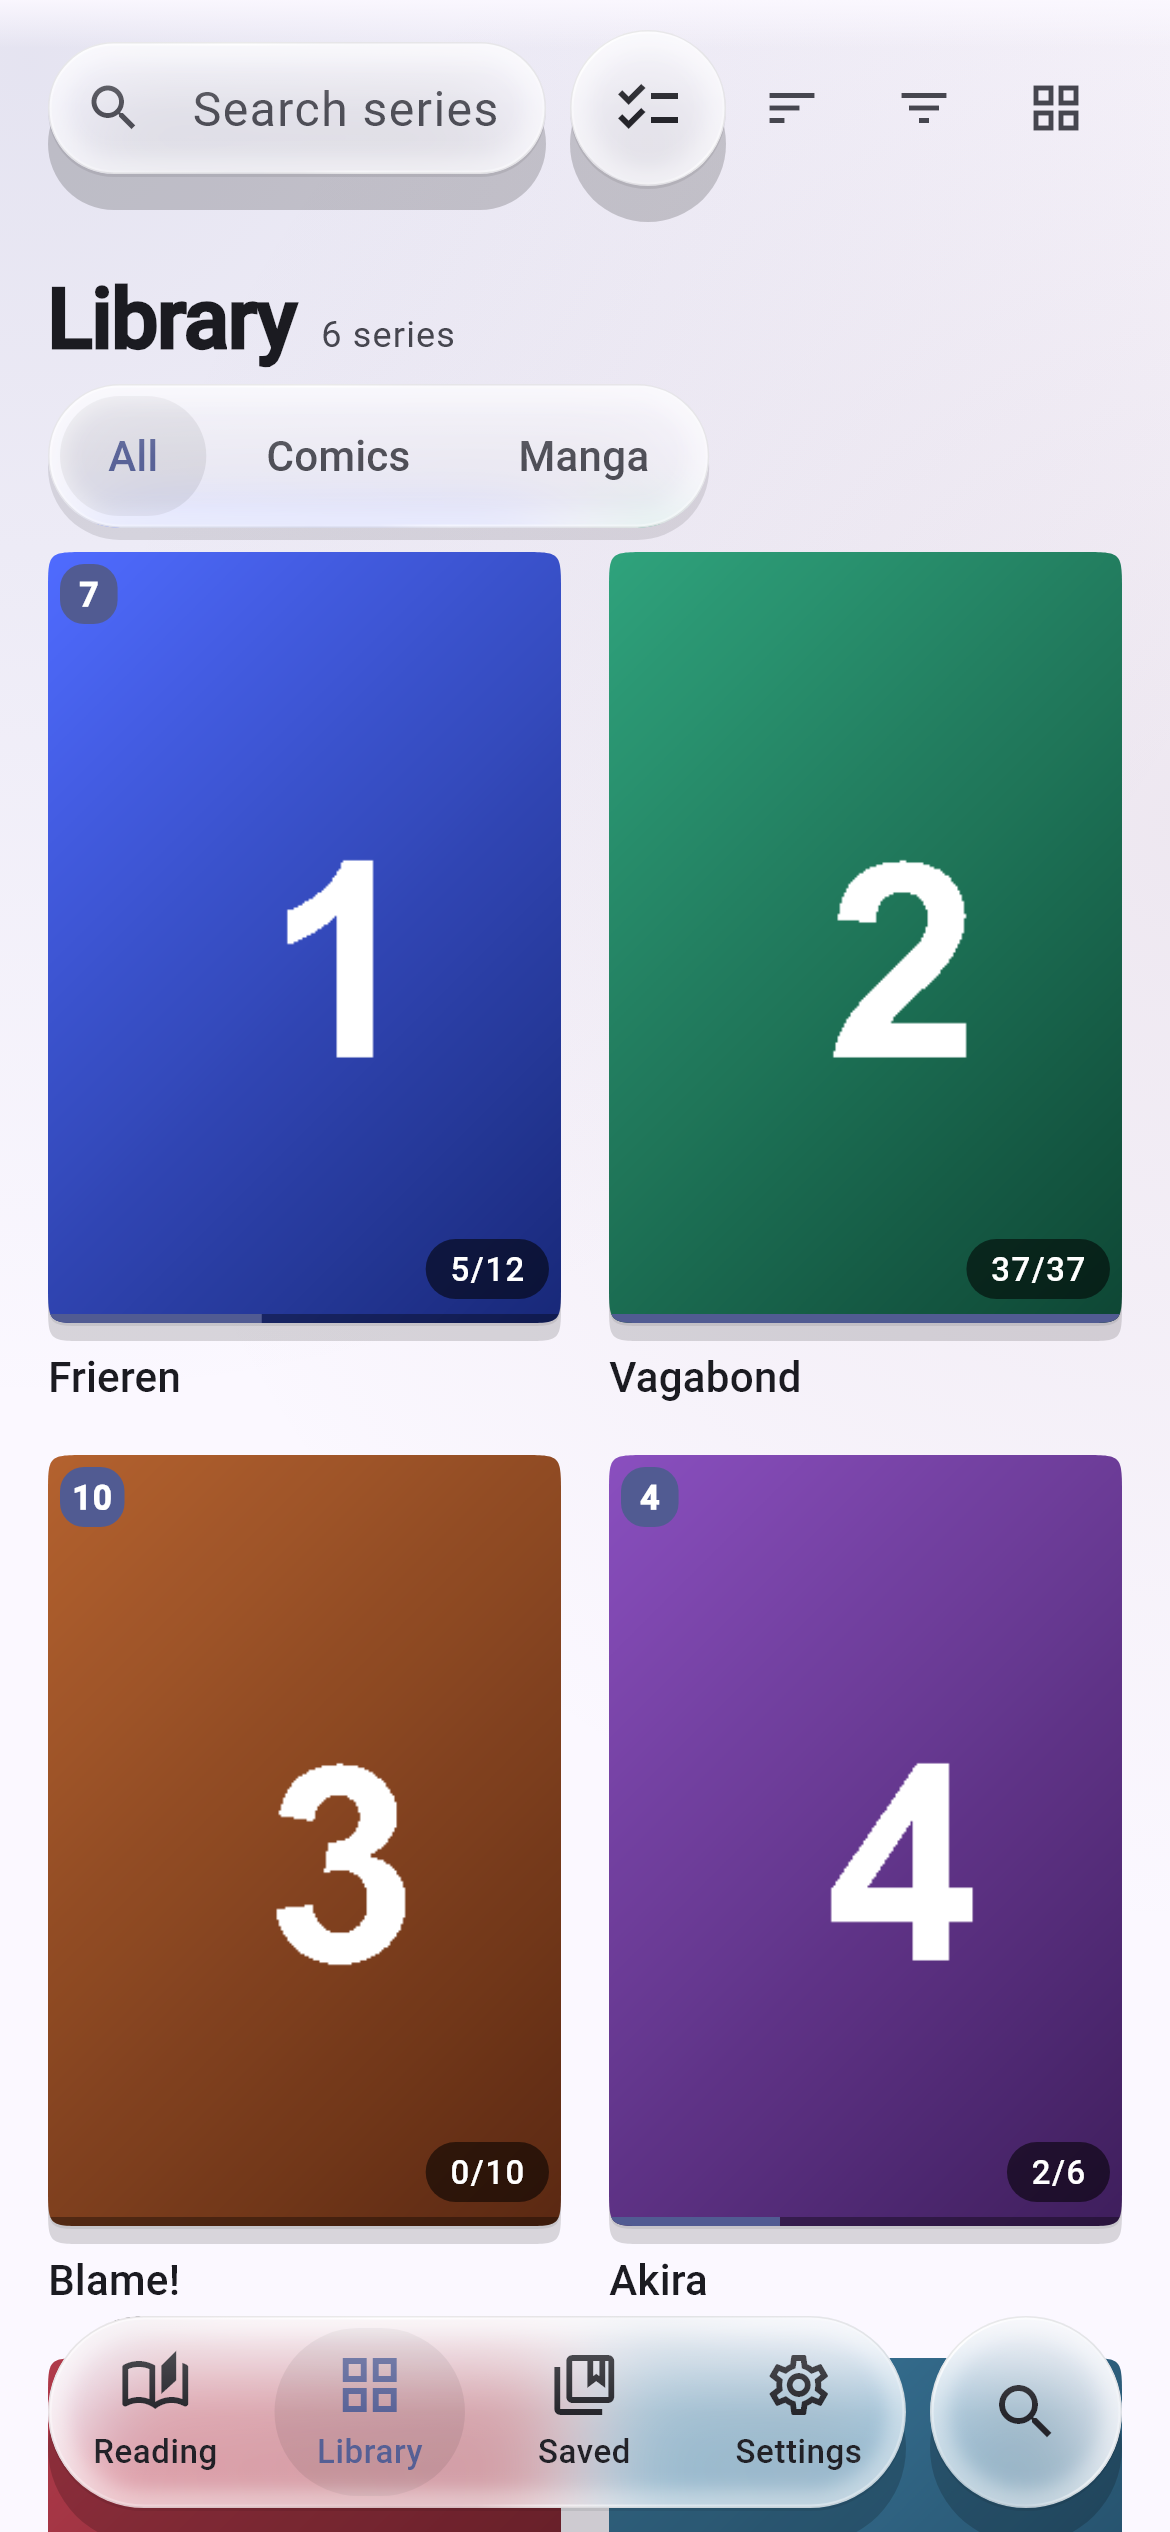 Search series
Library 6 series
All Comics Manga
7
1
2
5/12
37/37
Frieren
Vagabond
10
4
3
4
0/10
2/6
Blame!
Akira
Reading Library Saved Settings